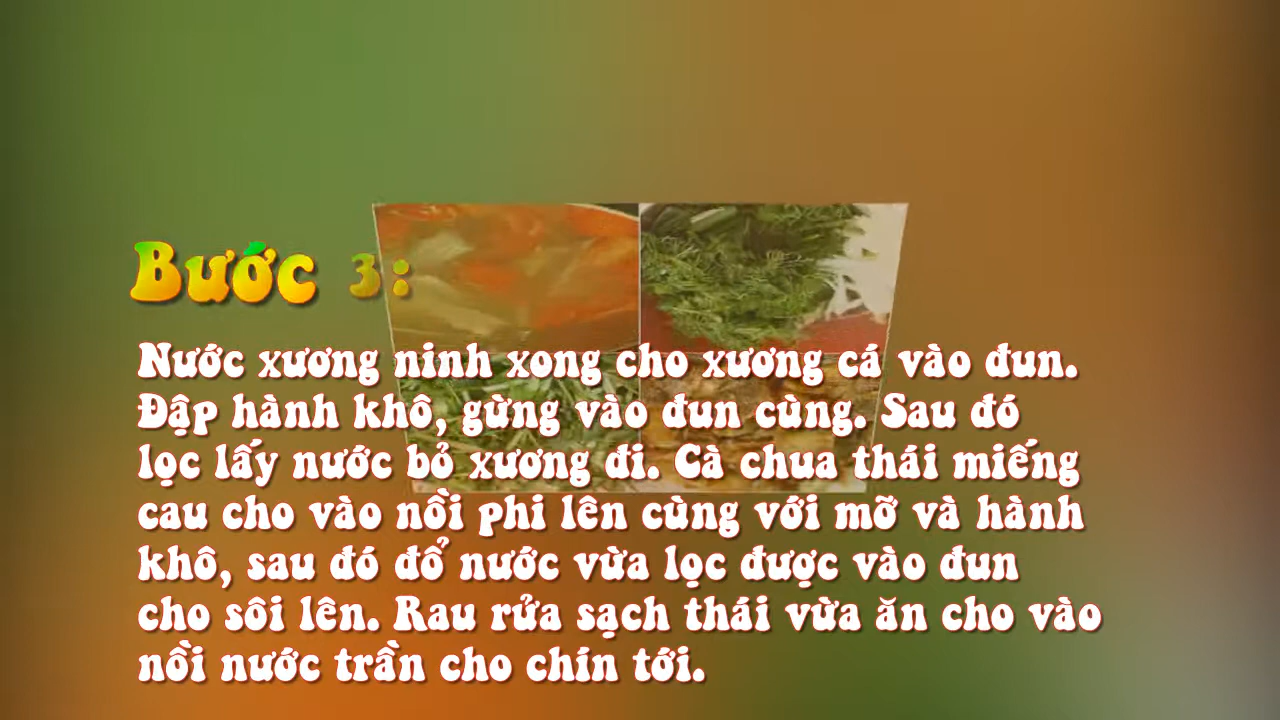 Bước 3:
Nước xương ninh xong cho xương cá vào đun.
Đập hành khô, gừng vào đun cùng. Sau đó
lọc lấy nước bỏ xương đi. Cà chua thái miếng
cau cho vào nồi phi lên cùng với mỡ và hành
khô, sau đó đổ nước vừa lọc được vào đun
cho sôi lên. Rau rửa sạch thái vừa ăn cho vào
nồi nước trần cho chín tới.